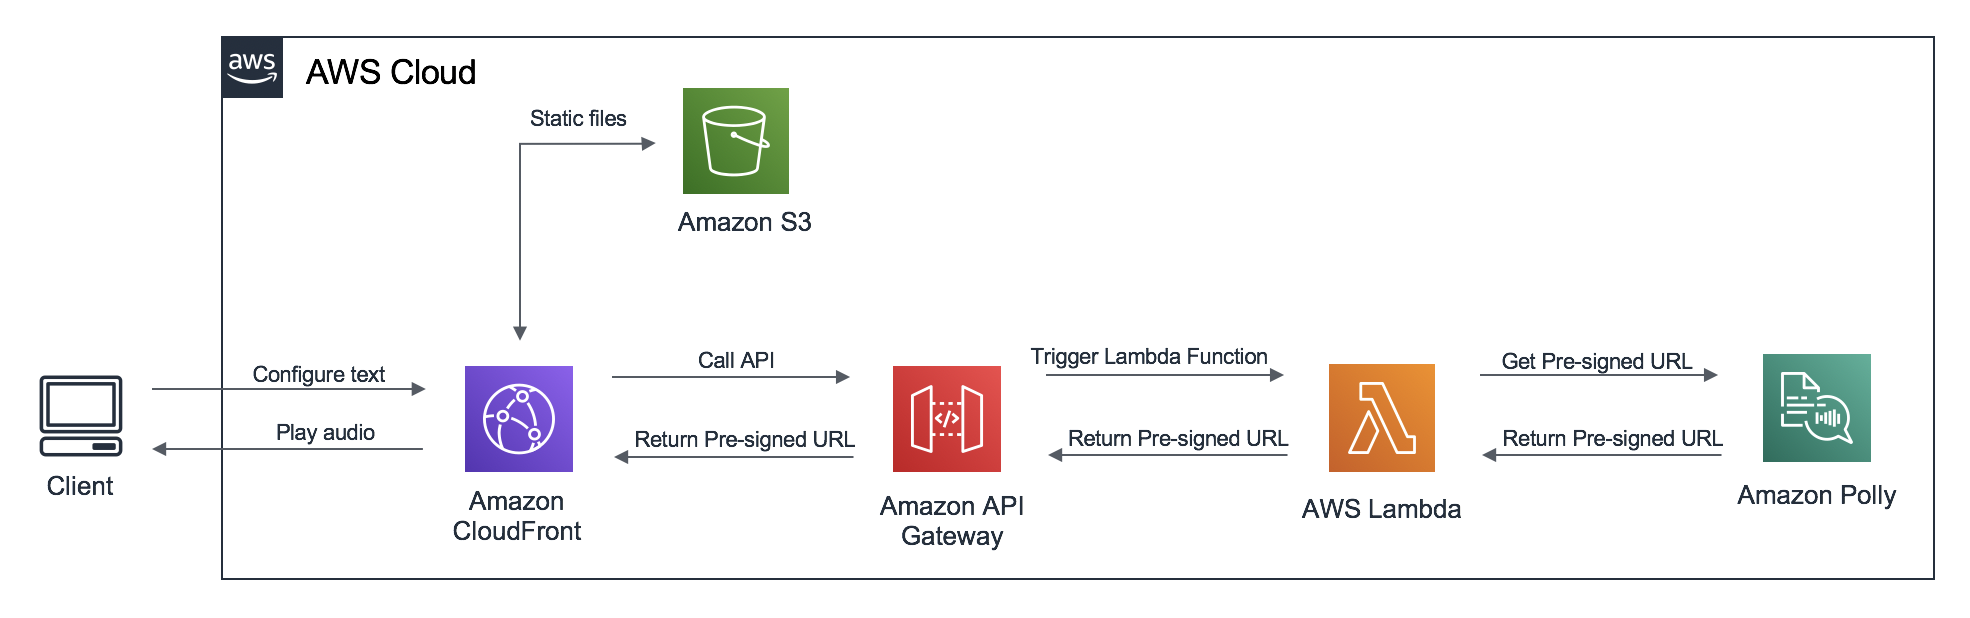 aws
AWS Cloud
Static files
Amazon S3
Configure text
Play audio
Client
Amazon
CloudFront
Call API
Return Pre-signed URL
Amazon API
Gateway
Trigger Lambda Function
Return Pre-signed URL
AWS Lambda
Get Pre-signed URL
Return Pre-signed URL
Amazon Polly